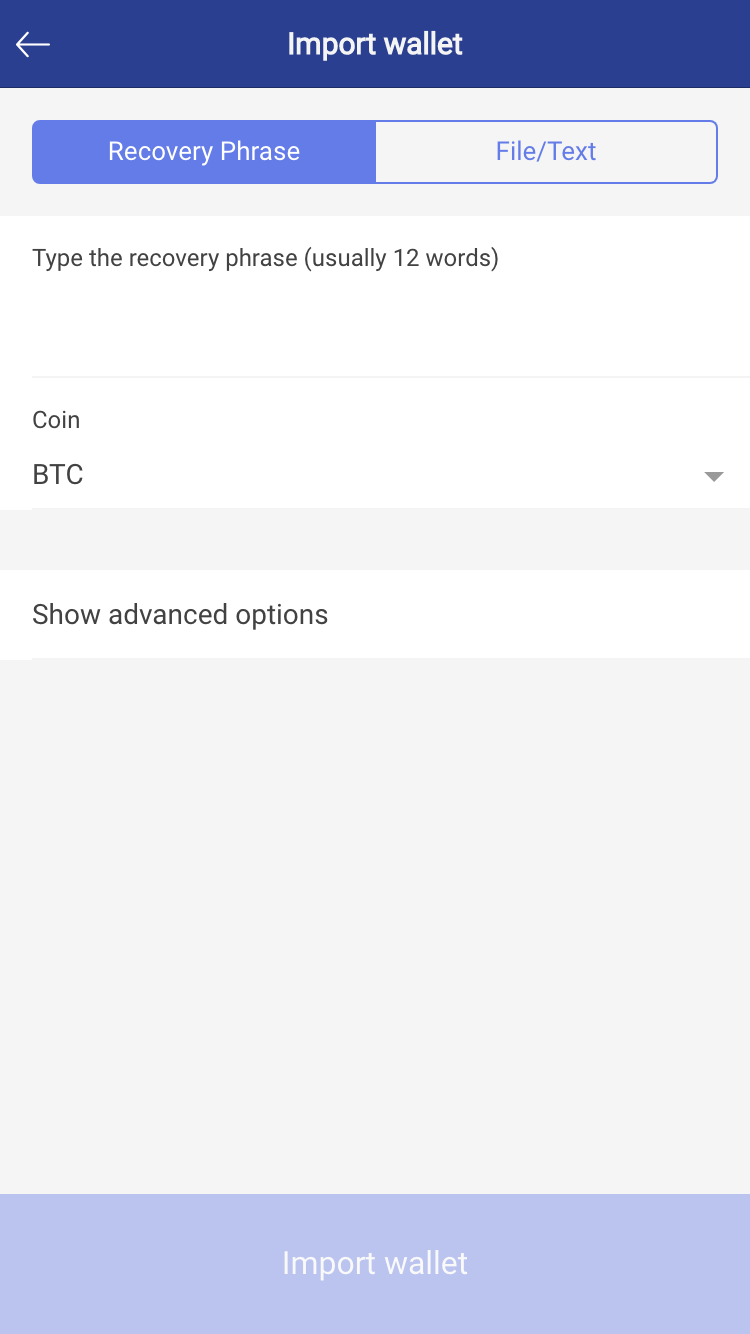 Import wallet
Recovery Phrase
File/Text
Type the recovery phrase (usually 12 words)
Coin
BTC
Show advanced options
Import wallet